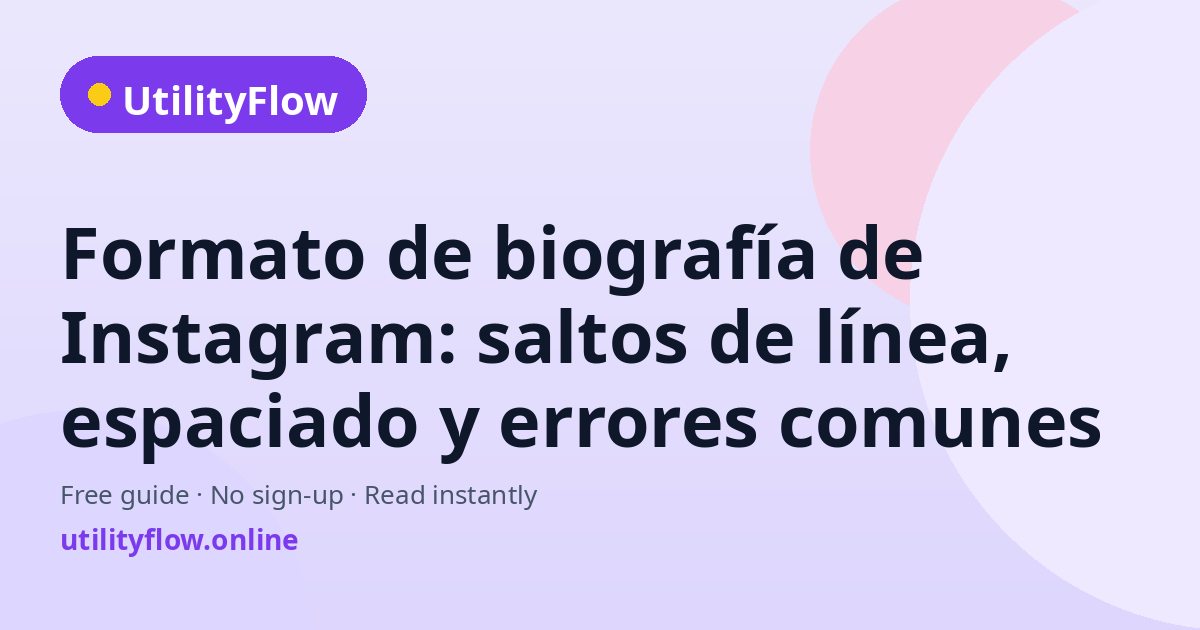 UtilityFlow
Formato de biografía de
Instagram: saltos de línea,
espaciado y errores comunes
Free guide · No sign-up · Read instantly
utilityflow.online